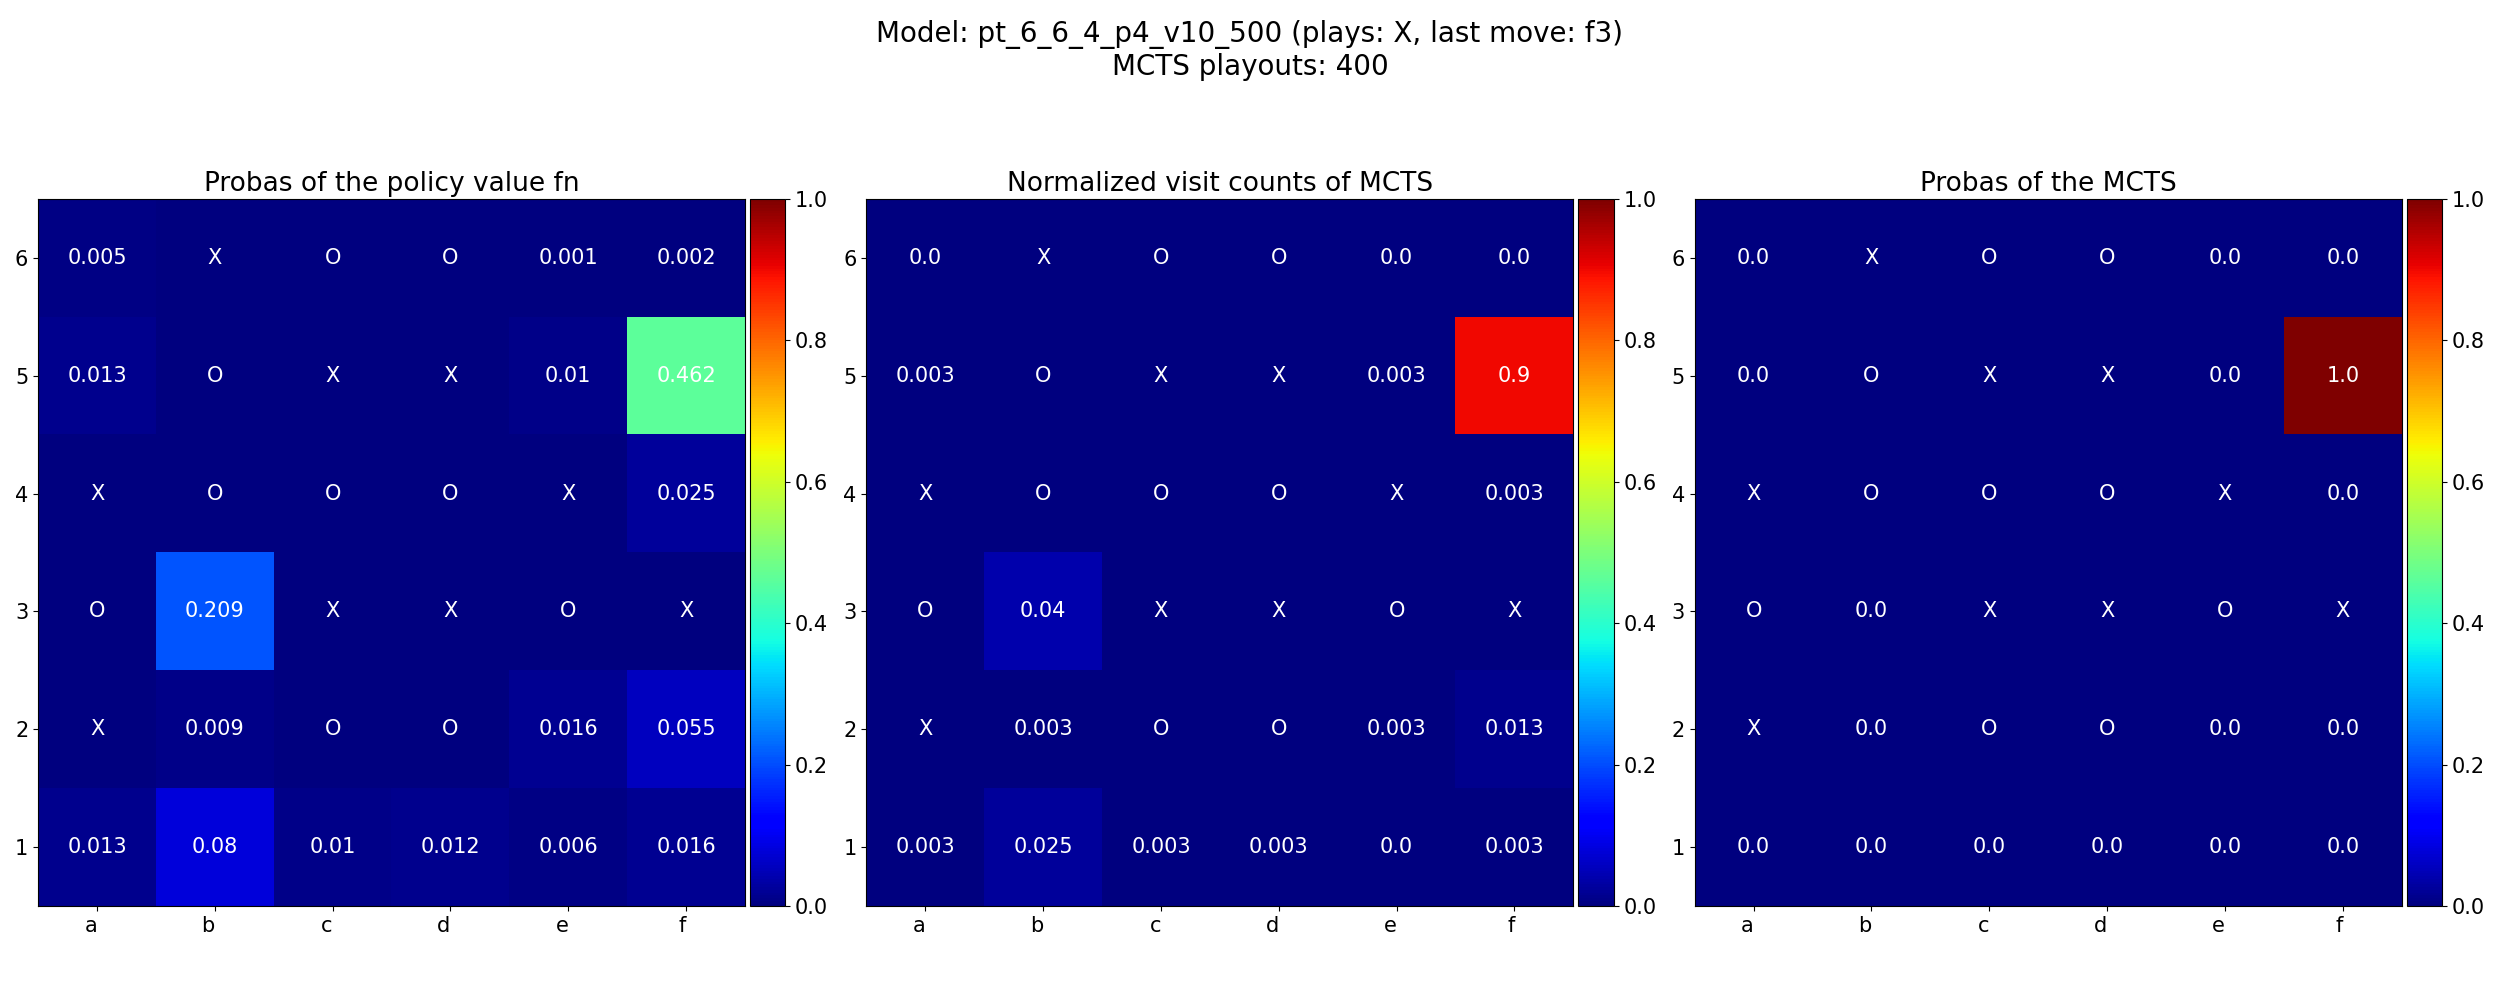 Model: pt_6_6_4_p4_v10_500 (plays: X, last move: f3)
MCTS playouts: 400
Probas of the policy value fn
1.0
0.8
0.6
0.4
0.2
0.0
6 0.005 X O O 0.001 0.002
5 0.013 O X X 0.01 0.462
4 X O O O X 0.025
3 O 0.209 X X O X
2 X 0.009 O O 0.016 0.055
1 0.013 0.08 0.01 0.012 0.006 0.016
a b c d e f
Normalized visit counts of MCTS
1.0
0.8
0.6
0.4
0.2
0.0
6 0.0 X O O 0.0 0.0
5 0.003 O X X 0.003 0.9
4 X O O O X 0.003
3 O 0.04 X X O X
2 X 0.003 O O 0.003 0.013
1 0.003 0.025 0.003 0.003 0.0 0.003
a b c d e f
Probas of the MCTS
1.0
0.8
0.6
0.4
0.2
0.0
6 0.0 X O O 0.0 0.0
5 0.0 O X X 0.0 1.0
4 X O O O X 0.0
3 O 0.0 X X O X
2 X 0.0 O O 0.0 0.0
1 0.0 0.0 0.0 0.0 0.0 0.0
a b c d e f